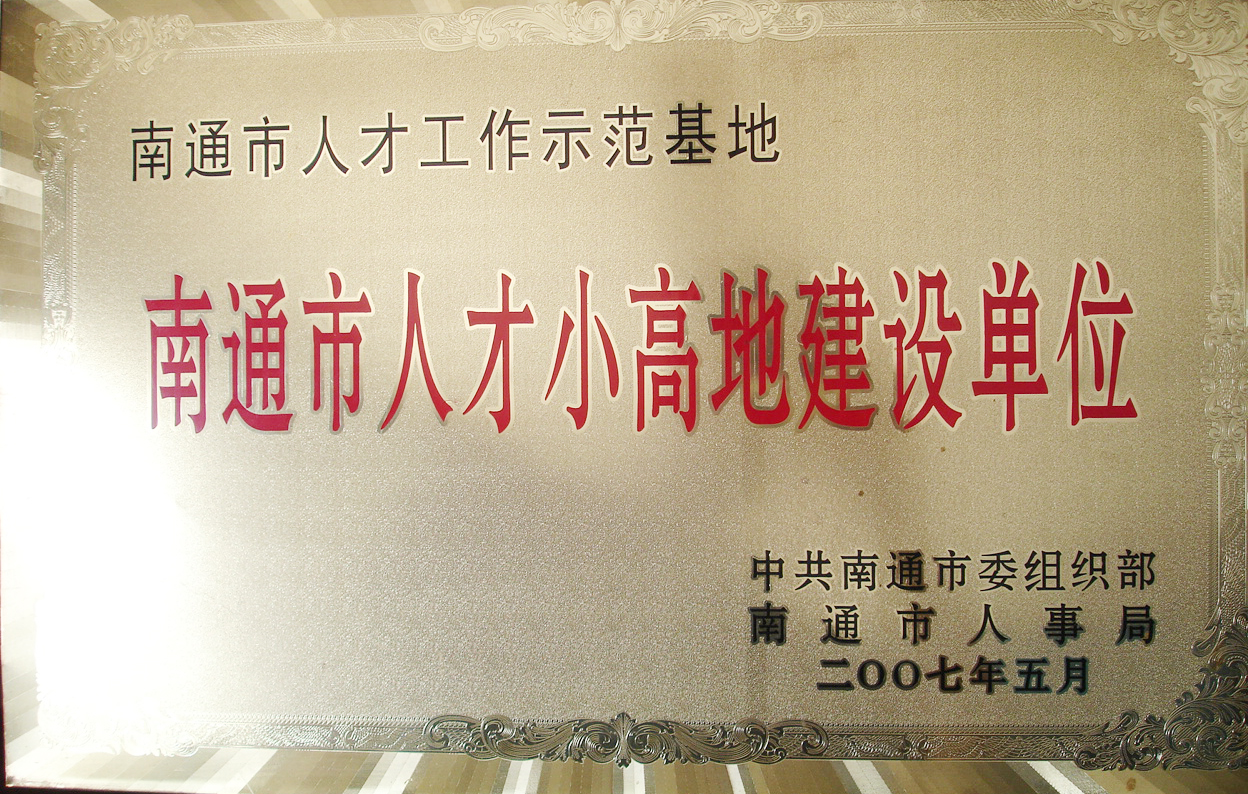 南通市人才工作示范基地
南通市人才小高地建设单位
中共南通市委组织部
南通市人事局
二〇〇七年五月